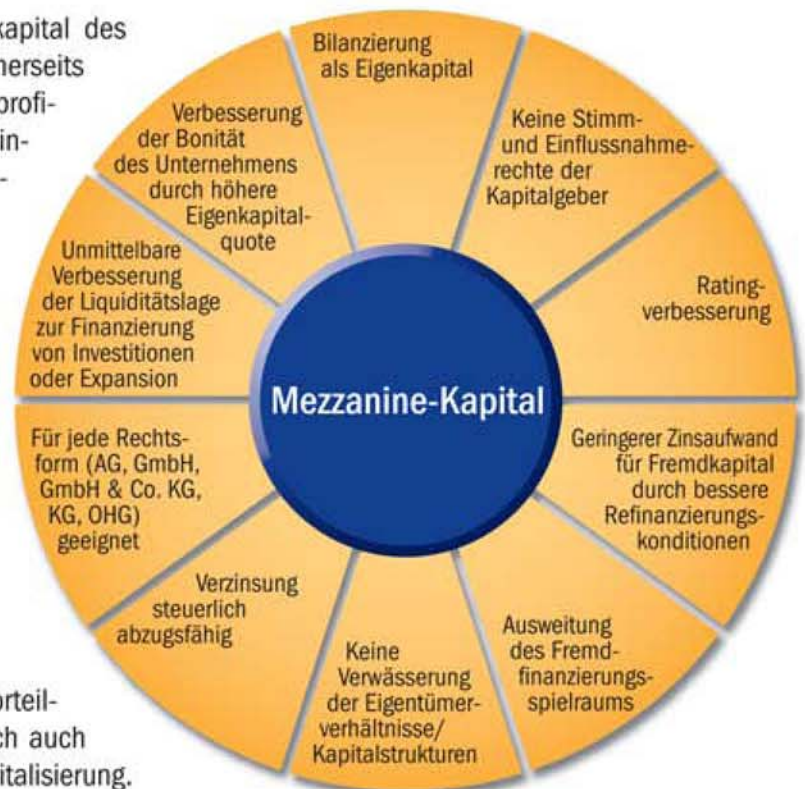 kapital des
nerseits
profi-
in-
-
orteil-
ch auch
italisierung.
Mezzanine-Kapital
Bilanzierung
als Eigenkapital
Keine Stimm-
und Einflussnahme-
rechte der
Kapitalgeber
Rating-
verbesserung
Geringerer Zinsaufwand
für Fremdkapital
durch bessere
Refinanzierungs-
konditionen
Ausweitung
des Fremd-
finanzierungs-
spielraums
Keine
Verwässerung
der Eigentümer-
verhältnisse/
Kapitalstrukturen
Verzinsung
steuerlich
abzugsfähig
Für jede Rechts-
form (AG, GmbH,
GmbH & Co. KG,
KG, OHG)
geeignet
Unmittelbare
Verbesserung
der Liquiditätslage
zur Finanzierung
von Investitionen
oder Expansion
Verbesserung
der Bonität
des Unternehmens
durch höhere
Eigenkapital-
quote